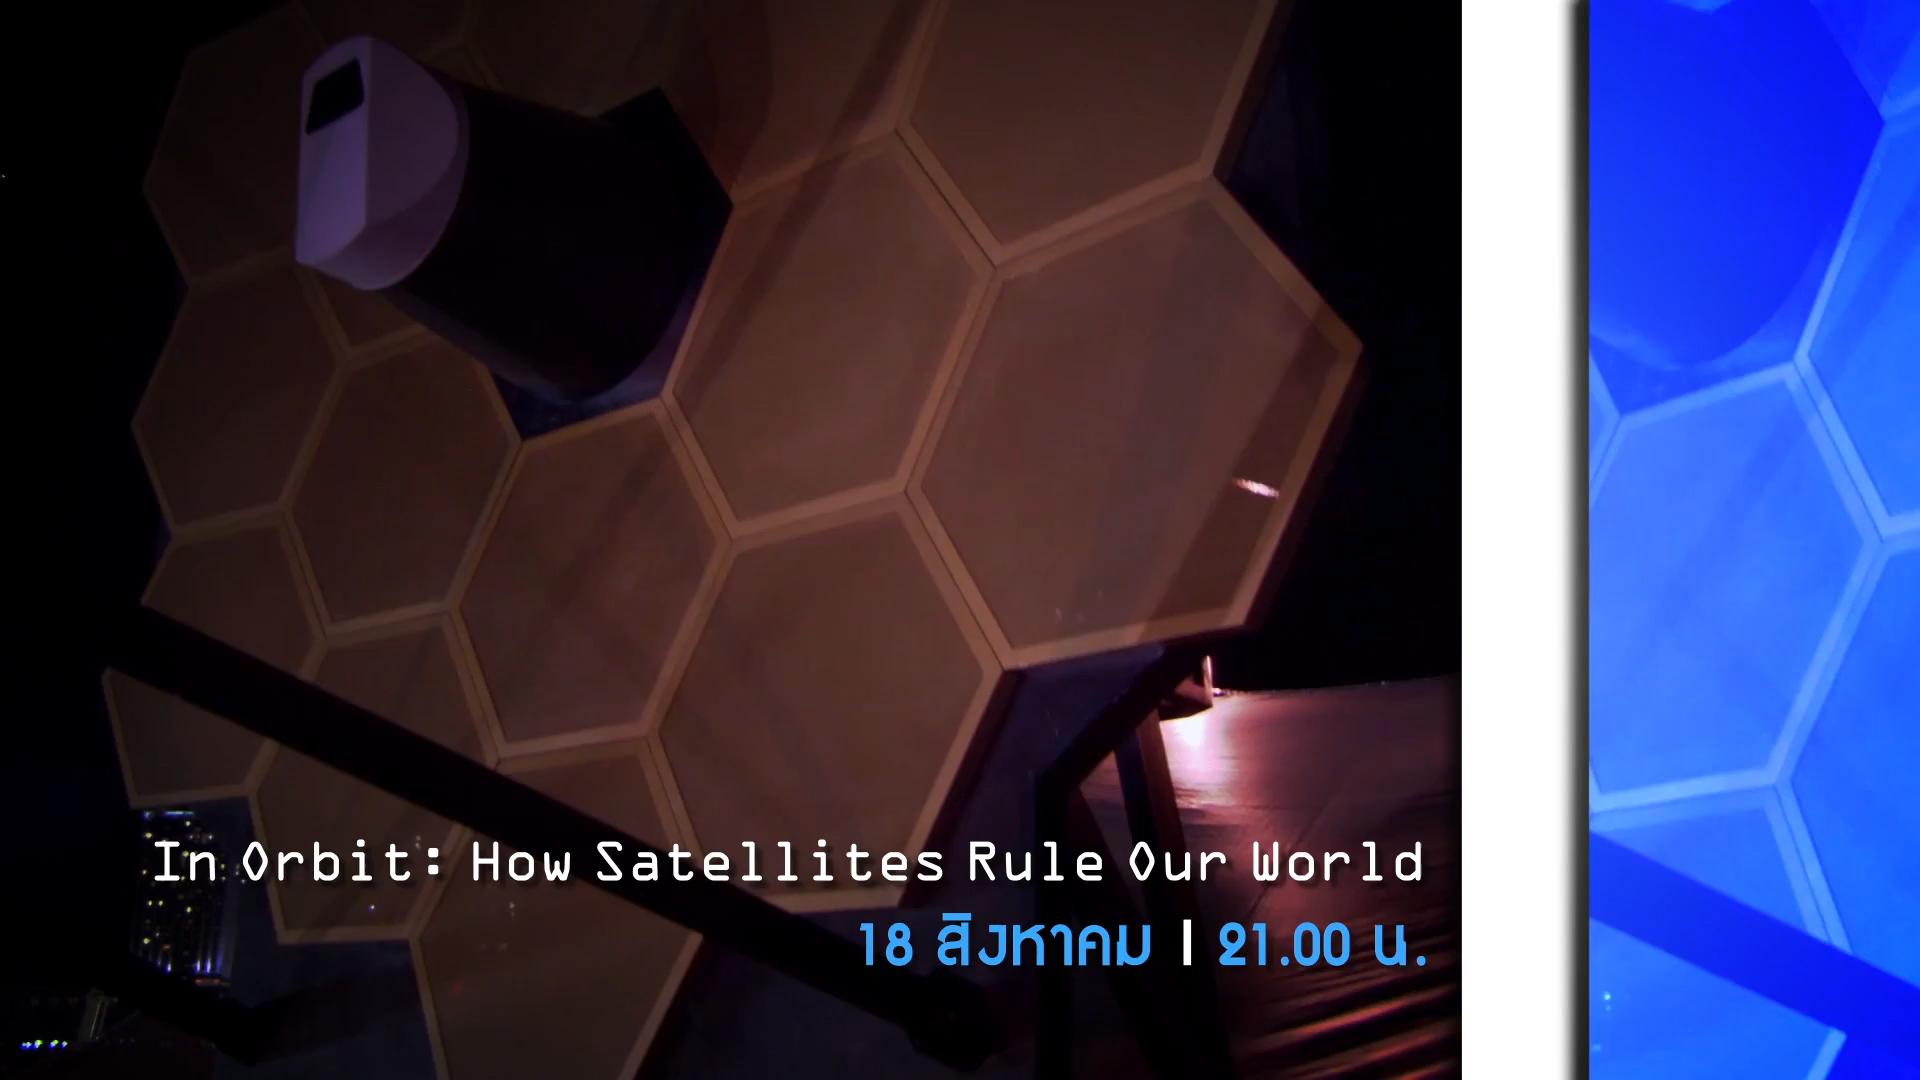 In Orbit: How Satellites Rule Our World
18 สิงหาคม | 21.00 น.